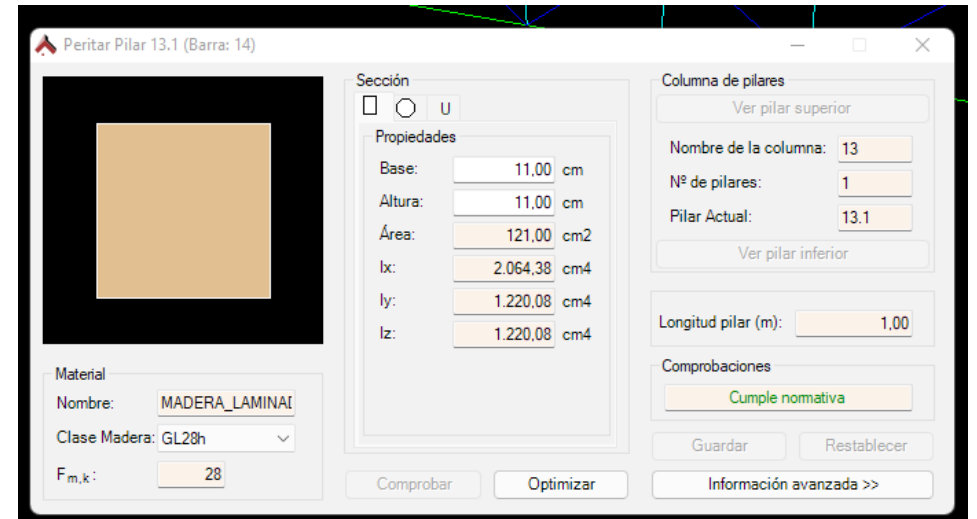 Peritar Pilar 13.1 (Barra: 14)
Sección
U
Propiedades
Base: 11,00 cm
Altura: 11,00 cm
Área: 121,00 cm2
Ix: 2.064,38 cm4
Iy: 1.220,08 cm4
Iz: 1.220,08 cm4
Comprobar Optimizar
Material
Nombre: MADERA_LAMINAD
Clase Madera: GL28h
Fm,k: 28
Columna de pilares
Ver pilar superior
Nombre de la columna: 13
Nº de pilares: 1
Pilar Actual: 13.1
Ver pilar inferior
Longitud pilar (m): 1,00
Comprobaciones
Cumple normativa
Guardar Restablecer
Información avanzada >>